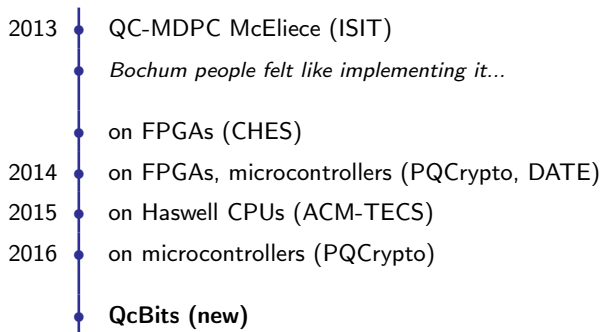 2013 QC-MDPC McEliece (ISIT)
Bochum people felt like implementing it...
on FPGAs (CHES)
2014 on FPGAs, microcontrollers (PQCrypto, DATE)
2015 on Haswell CPUs (ACM-TECS)
2016 on microcontrollers (PQCrypto)
QcBits (new)